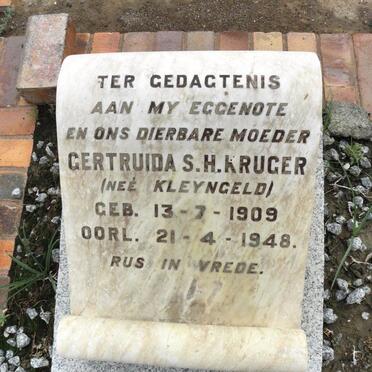 TER GEDAGTENIS
AAN MY EGGENOTE
EN ONS DIERBARE MOEDER
GERTRUIDA S.H. KRUGER
(NEÉ KLEYNGELD)
GEB. 13-7-1909
OORL. 21-4-1948.
RUS IN VREDE.